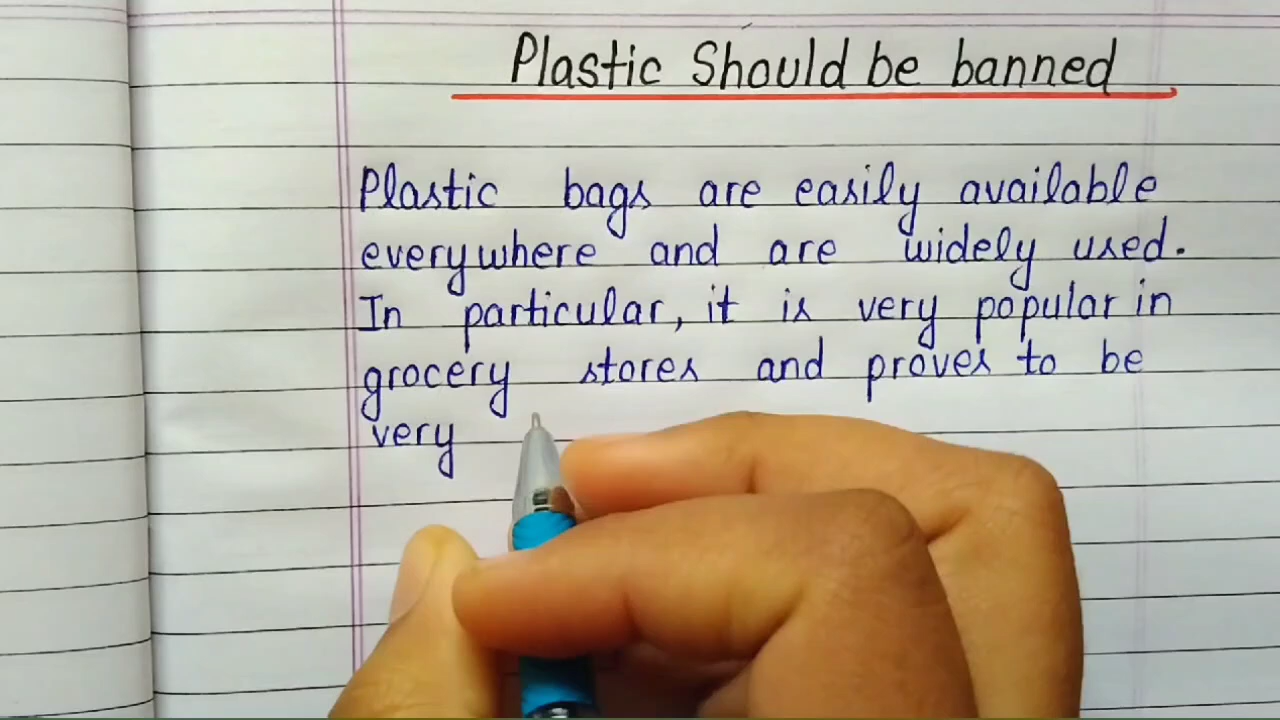 Plastic Should be banned
Plastic bags are easily available
everywhere and are widely used.
In particular, it is very popular in
grocery stores and proves to be
very